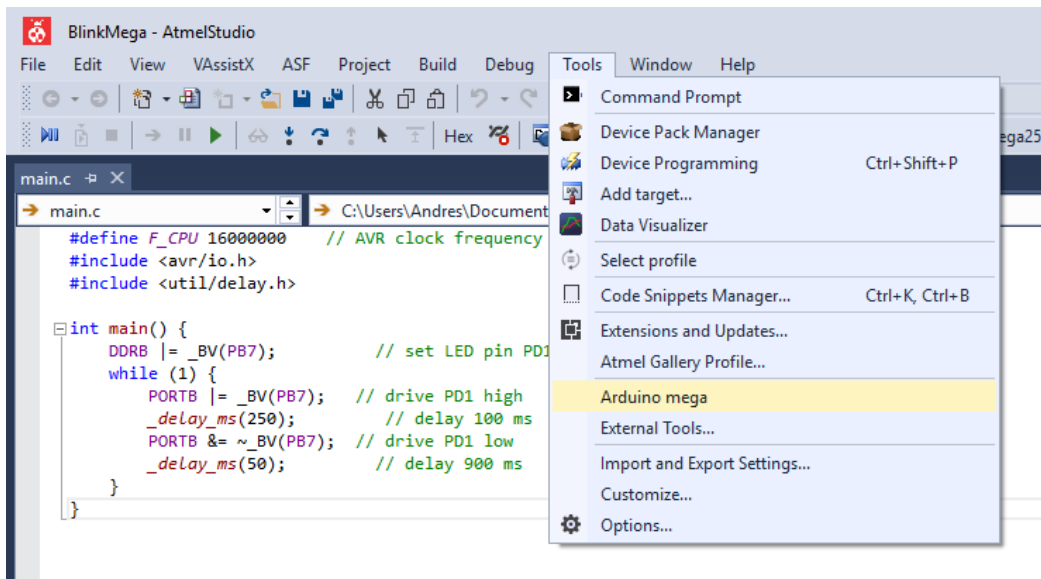 BlinkMega - AtmelStudio
File Edit View VAssistX ASF Project Build Debug Tools Window Help
Hex
main.c
main.c
C:\Users\Andres\Document
#define F_CPU 16000000 // AVR clock frequency
#include <avr/io.h>
#include <util/delay.h>
int main() {
DDRB |= _BV(PB7); // set LED pin PD1
while (1) {
PORTB |= _BV(PB7); // drive PD1 high
_delay_ms(250); // delay 100 ms
PORTB &= ~_BV(PB7); // drive PD1 low
_delay_ms(50); // delay 900 ms
}
}
Command Prompt
Device Pack Manager
Device Programming Ctrl+Shift+P
Add target...
Data Visualizer
Select profile
Code Snippets Manager... Ctrl+K, Ctrl+B
Extensions and Updates...
Atmel Gallery Profile...
Arduino mega
External Tools...
Import and Export Settings...
Customize...
Options...
ega25